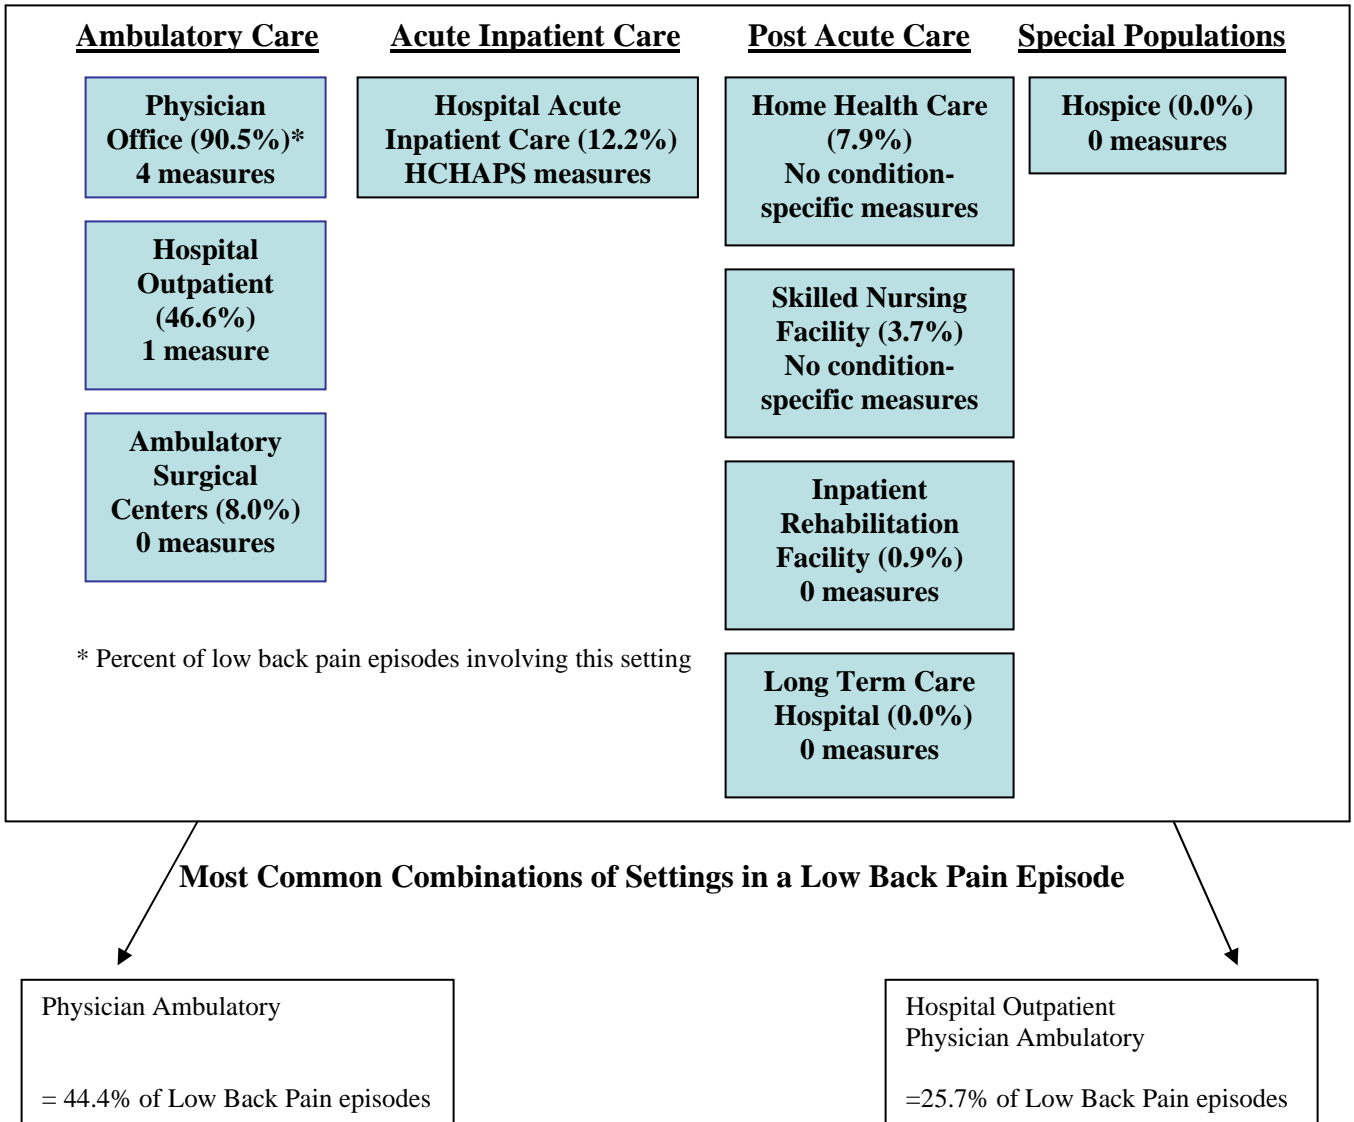 Ambulatory Care
Physician
Office (90.5%)*
4 measures
Hospital
Outpatient
(46.6%)
1 measure
Ambulatory
Surgical
Centers (8.0%)
0 measures
Acute Inpatient Care
Hospital Acute
Inpatient Care (12.2%)
HCHAPS measures
Post Acute Care
Home Health Care
(7.9%)
No condition-
specific measures
Skilled Nursing
Facility (3.7%)
No condition-
specific measures
Inpatient
Rehabilitation
Facility (0.9%)
0 measures
Long Term Care
Hospital (0.0%)
0 measures
Special Populations
Hospice (0.0%)
0 measures
* Percent of low back pain episodes involving this setting
Most Common Combinations of Settings in a Low Back Pain Episode
Physician Ambulatory
= 44.4% of Low Back Pain episodes
Hospital Outpatient
Physician Ambulatory
=25.7% of Low Back Pain episodes